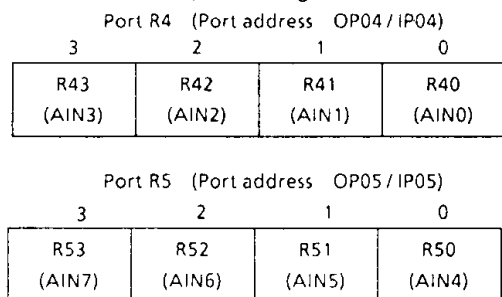 Port R4 (Port address OP04 / IP04)
3 2 1 0
R43 R42 R41 R40
(AIN3) (AIN2) (AIN1) (AIN0)
Port R5 (Port address OP05 / IP05)
3 2 1 0
R53 R52 R51 R50
(AIN7) (AIN6) (AIN5) (AIN4)